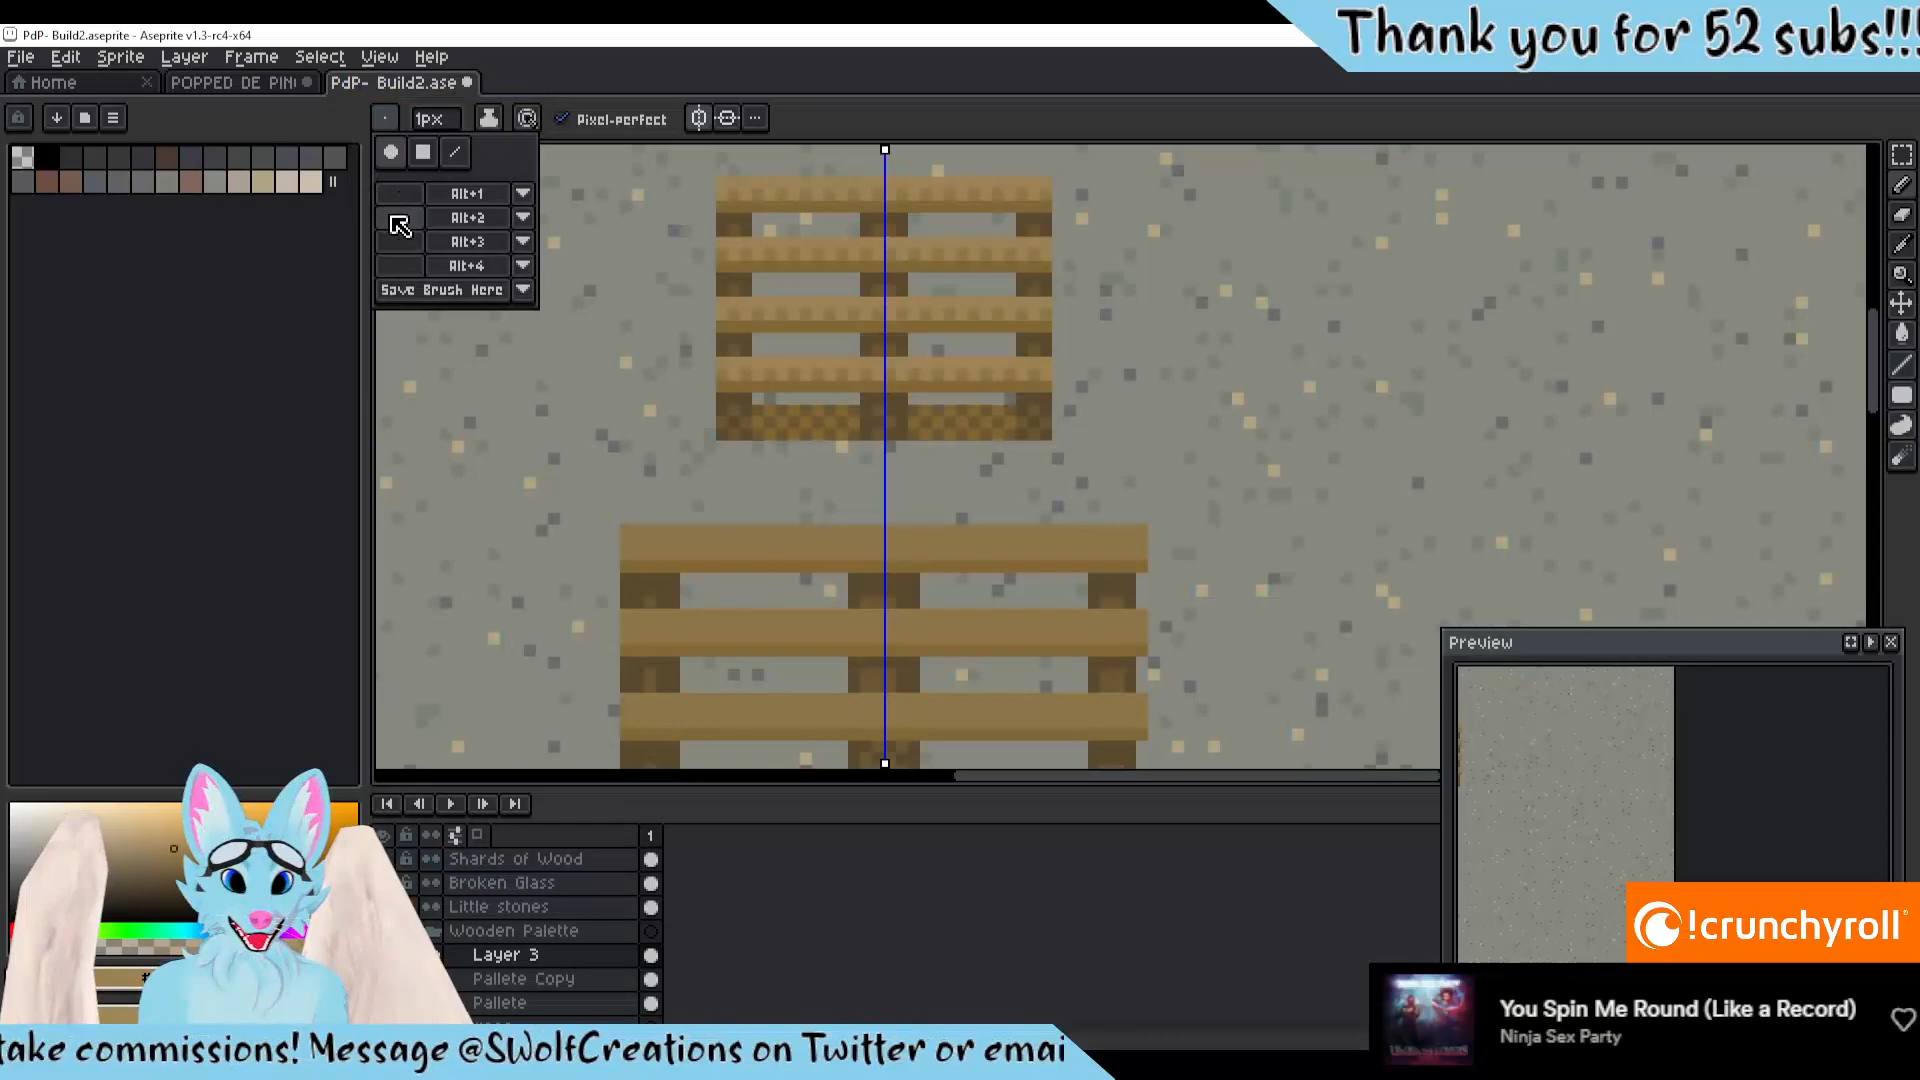 PdP- Build2.aseprite - Aseprite v1.3-rc4-x64
Thank you for 52 subs!!!
File Edit Sprite Layer Frame Select View Help
Home
POPPED DE PIN
PdP- Build2.ase
1px
Pixel-perfect
Alt+1
Alt+2
Alt+3
Alt+4
Save Brush Here
Preview
1
Shards of Wood
Broken Glass
Little stones
Wooden Palette
Layer 3
Pallete Copy
Pallete
!crunchyroll
You Spin Me Round (Like a Record)
Ninja Sex Party
take commissions! Message @SWolfCreations on Twitter or emai